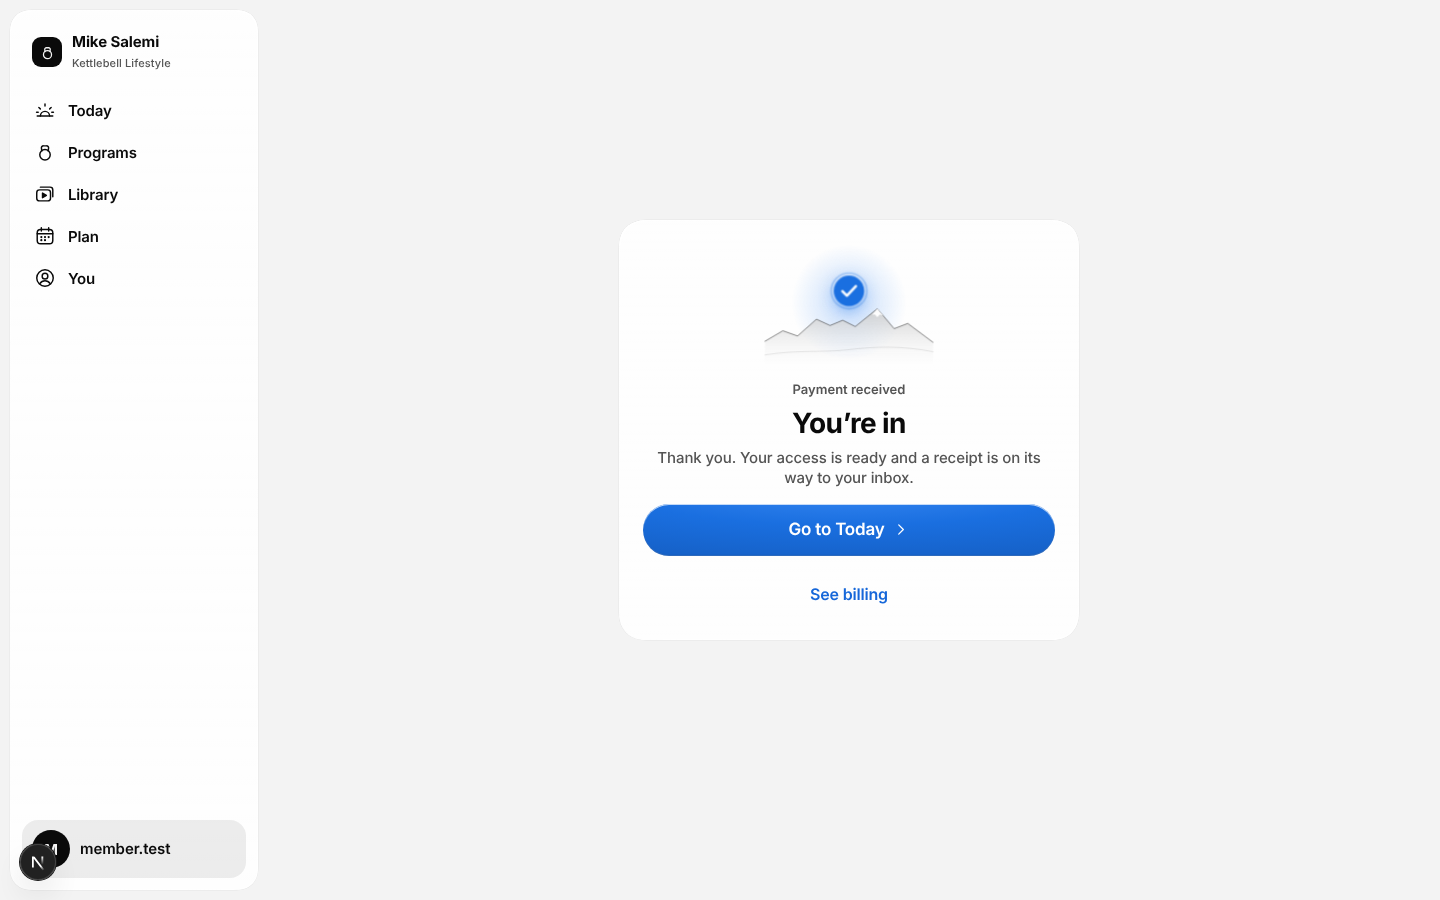 Mike Salemi
Kettlebell Lifestyle
Today
Programs
Library
Plan
You
Payment received
You’re in
Thank you. Your access is ready and a receipt is on its
way to your inbox.
Go to Today
See billing
M
member.test
N